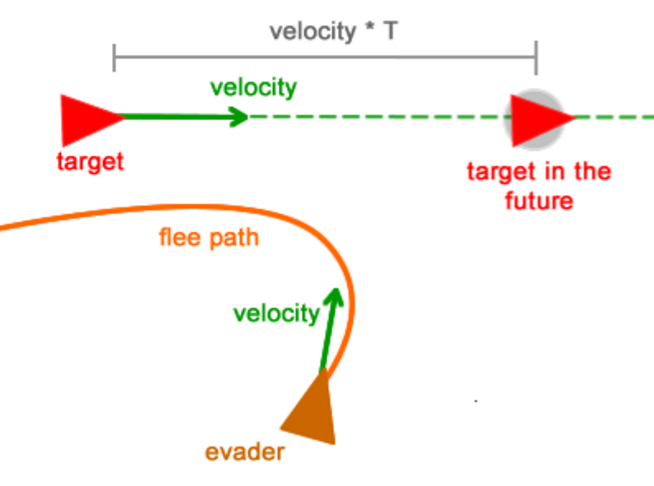 velocity * T
velocity
target
target in the
future
flee path
velocity
evader